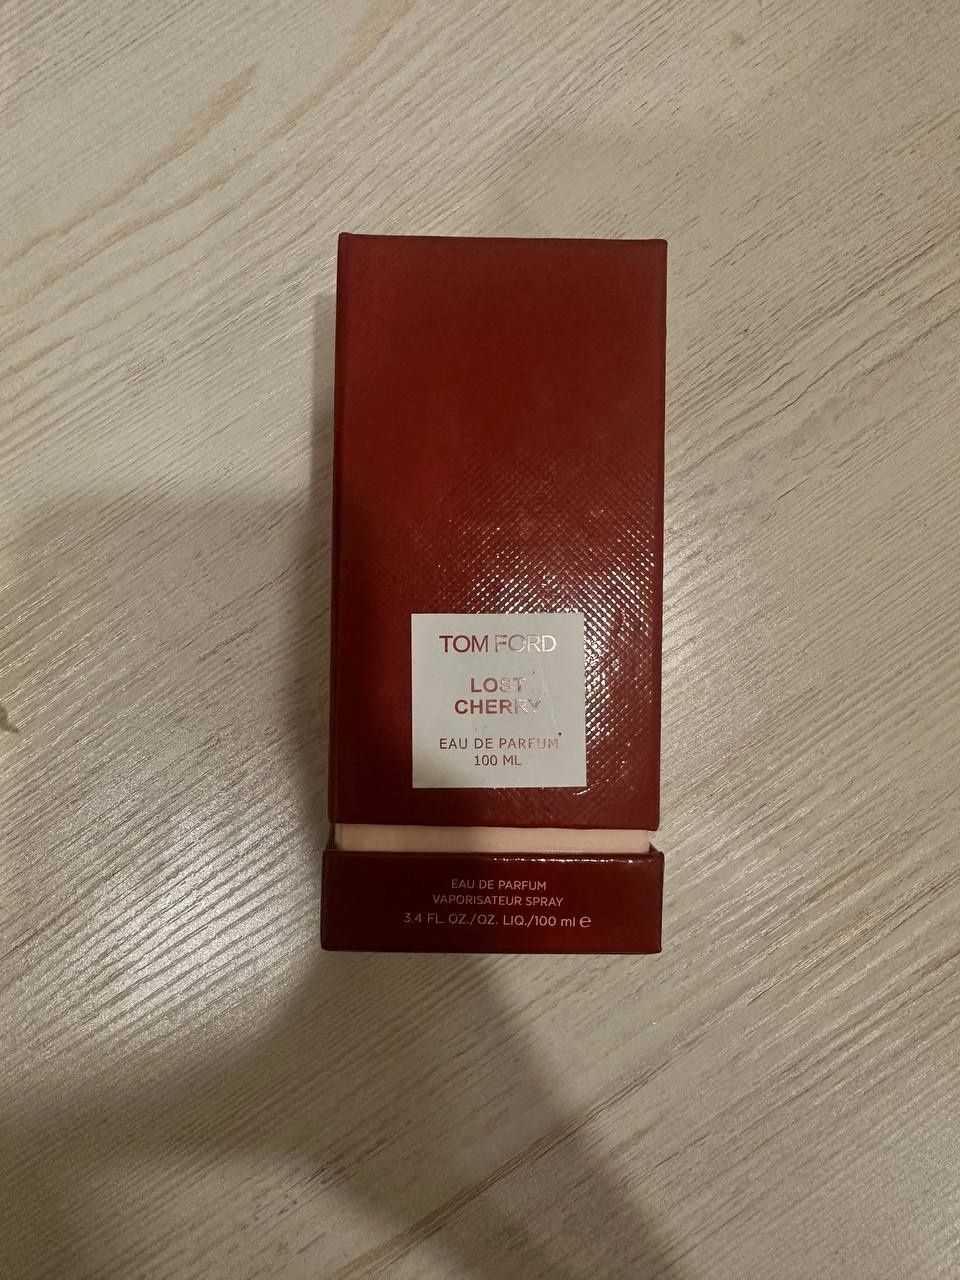 TOM FORD
LOST
CHERRY
EAU DE PARFUM
100 ML
EAU DE PARFUM
VAPORISATEUR SPRAY
3.4 FL. OZ./OZ. LIQ./100 ml ℮